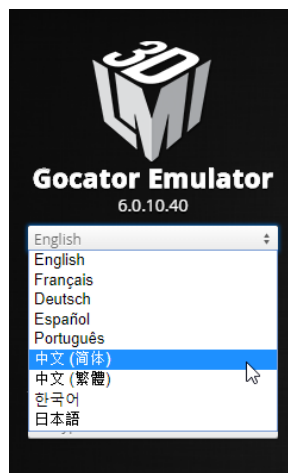 3D
LMI
Gocator Emulator
6.0.10.40
English
English
Français
Deutsch
Español
Português
中文 (简体)
中文 (繁體)
한국어
日本語